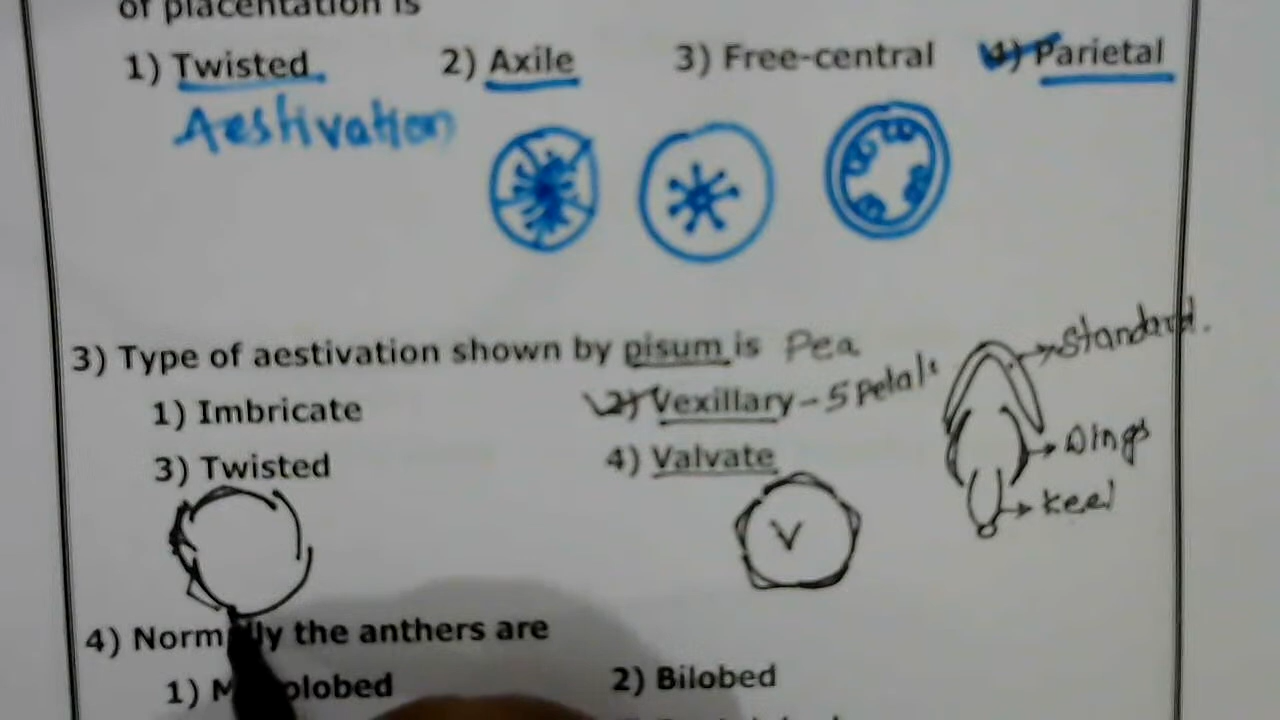 of placentation is
1) Twisted 2) Axile 3) Free-central 4) Parietal
Aestivation
3) Type of aestivation shown by pisum is Pea
1) Imbricate 2) Vexillary - 5 Petals
3) Twisted 4) Valvate
Standard.
Wings
Keel
V
4) Normally the anthers are
1) 2) Bilobed